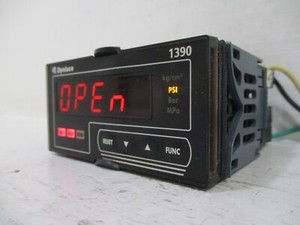 Dynisco
1390
kg/cm²
PSI
Bar
MPa
OPEn
RESET
FUNC